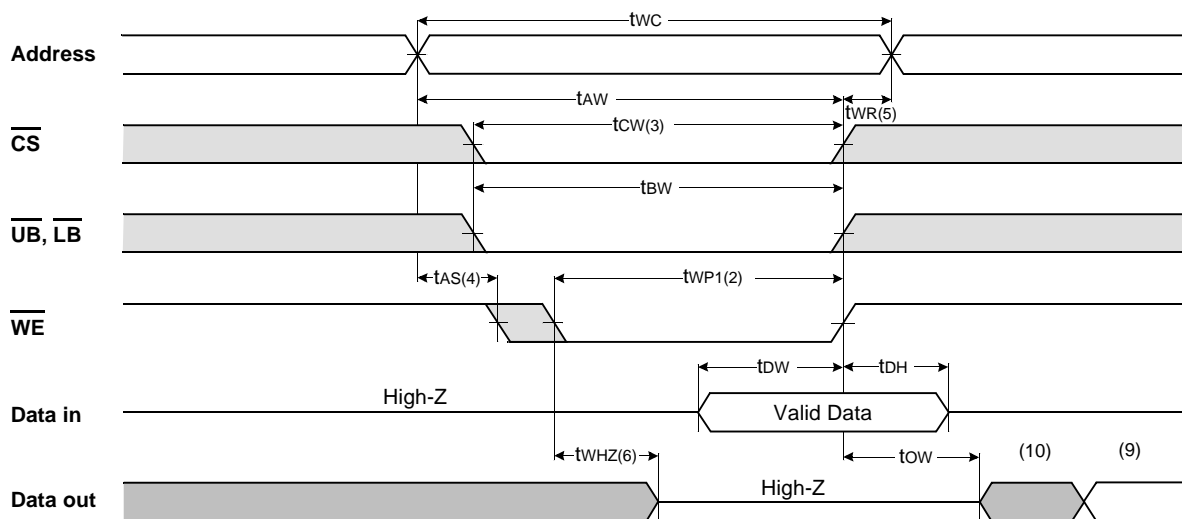 tWC
Address
tAW
tWR(5)
tCW(3)
CS
tBW
UB, LB
tAS(4)
tWP1(2)
WE
tDW
tDH
High-Z
Data in
Valid Data
tWHZ(6)
tOW
(10)
(9)
High-Z
Data out